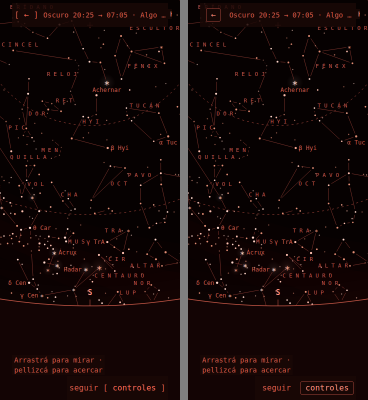 [ ← ] Oscuro 20:25 → 07:05 · Algo …
ESCULTOR
CINCEL
FÉNIX
RELOJ
Achernar
RET
TUCÁN
DOR
HYI
PIC
α Tuc
β Hyi
MEN
QUILLA
PAVO
VOL
OCT
CHA
θ Car
TRA
MUS
γ TrA
Acrux
CIR
ALTAR
Hadar
CENTAURO
δ Cen
NOR
γ Cen
S
LUP
Arrastrá para mirar ·
pellizcá para acercar
seguir [ controles ]
← Oscuro 20:25 → 07:05 · Algo …
ESCULTOR
CINCEL
FÉNIX
RELOJ
Achernar
RET
TUCÁN
DOR
HYI
PIC
α Tuc
β Hyi
MEN
QUILLA
PAVO
VOL
OCT
CHA
θ Car
TRA
MUS
γ TrA
Acrux
CIR
ALTAR
Hadar
CENTAURO
δ Cen
NOR
γ Cen
S
LUP
Arrastrá para mirar ·
pellizcá para acercar
seguir controles